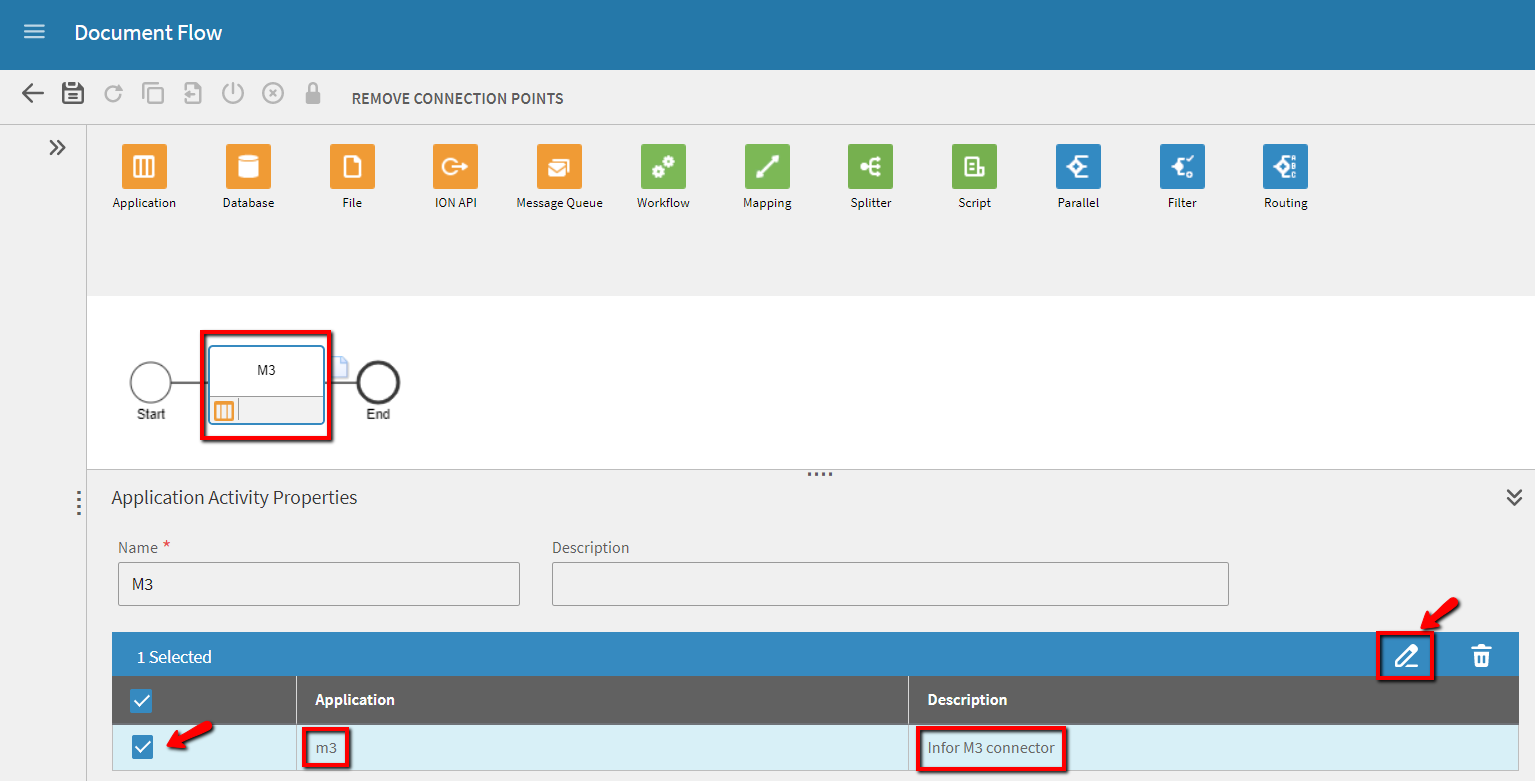 Document Flow
REMOVE CONNECTION POINTS
Application Database File ION API Message Queue Workflow Mapping Splitter Script Parallel Filter Routing
M3
Start End
Application Activity Properties
Name * Description
M3
1 Selected
Application Description
m3 Infor M3 connector